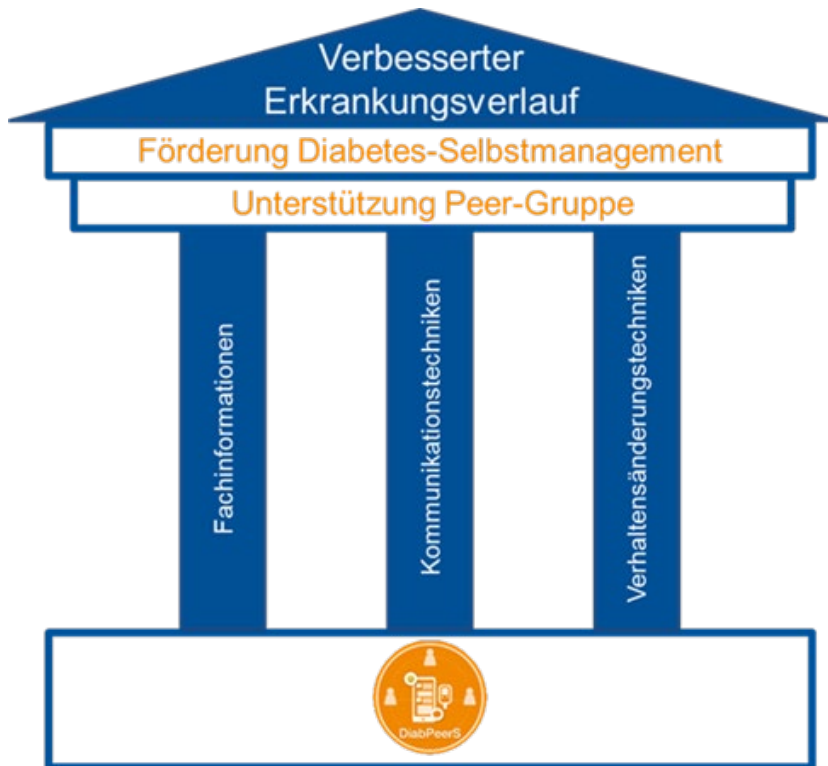 Verbesserter
Erkrankungsverlauf
Förderung Diabetes-Selbstmanagement
Unterstützung Peer-Gruppe
Fachinformationen
Kommunikationstechniken
Verhaltensänderungstechniken
DiabPeerS